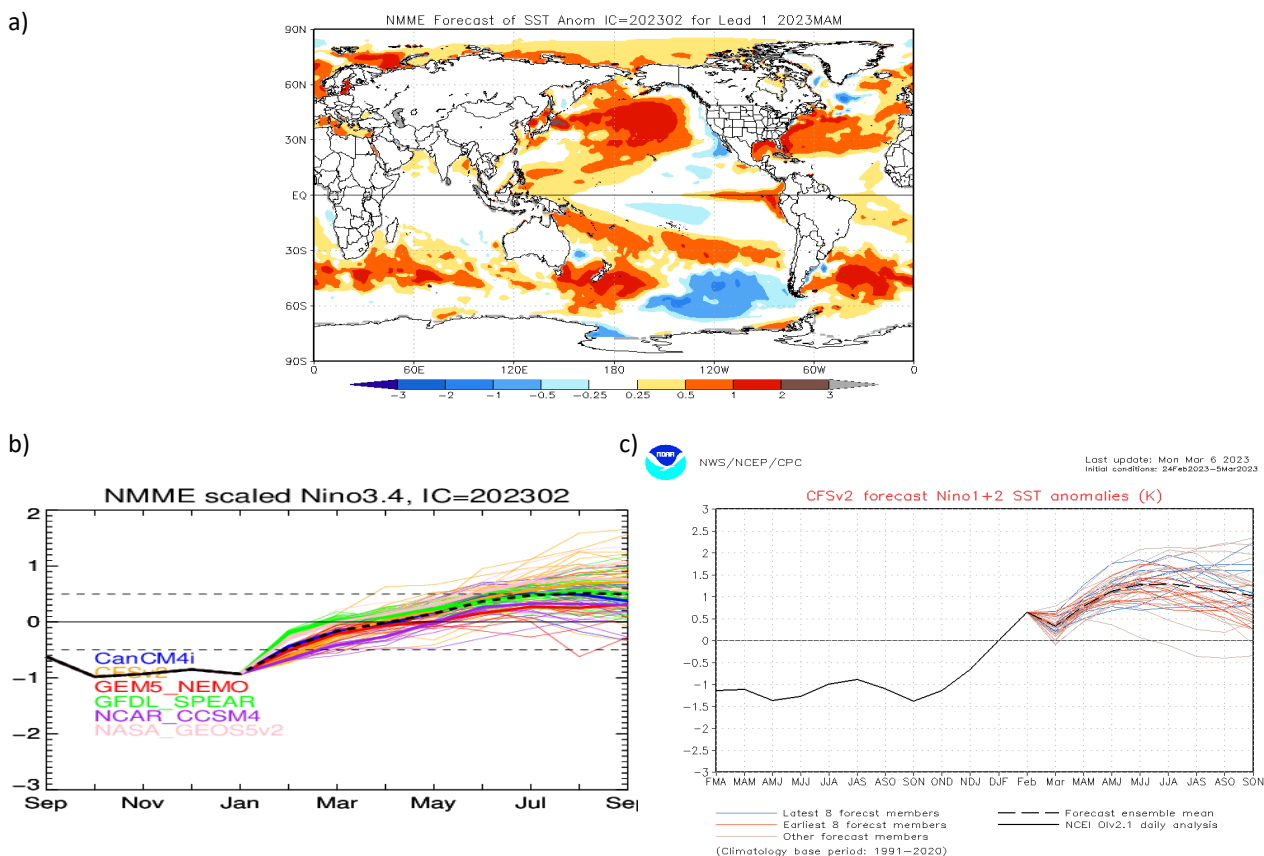 a)
NMME Forecast of SST Anom IC=202302 for Lead 1 2023MAM
90N
60N
30N
EQ
30S
60S
90S
0 60E 120E 180 120W 60W 0
-3 -2 -1 -0.5 -0.25 0.25 0.5 1 2 3
b)
NMME scaled Nino3.4, IC=202302
2
1
0
-1
-2
-3
CanCM4i
CFSv2
GEM5_NEMO
GFDL_SPEAR
NCAR_CCSM4
NASA_GEOS5v2
Sep Nov Jan Mar May Jul Sep
c)
NOAA
NWS/NCEP/CPC
Last update: Mon Mar 6 2023
Initial conditions: 24Feb2023-5Mar2023
CFSv2 forecast Nino1+2 SST anomalies (K)
3
2.5
2
1.5
1
0.5
0
-0.5
-1
-1.5
-2
-2.5
-3
FMA MAM AMJ MJJ JJA JAS ASO SON OND NDJ DJF Feb Mar AMJ MJJ JJA JAS ASO SON
Latest 8 forecst members
Earliest 8 forecst members
Other forecast members
(Climatology base period: 1991-2020)
Forecast ensemble mean
NCEI OIv2.1 daily analysis